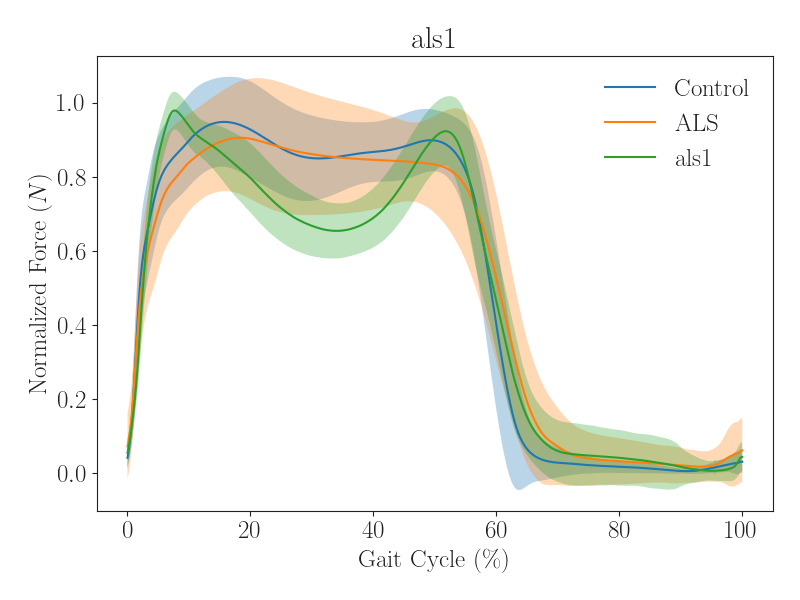 als1
Control
ALS
als1
Normalized Force (N)
1.0
0.8
0.6
0.4
0.2
0.0
0 20 40 60 80 100
Gait Cycle (%)